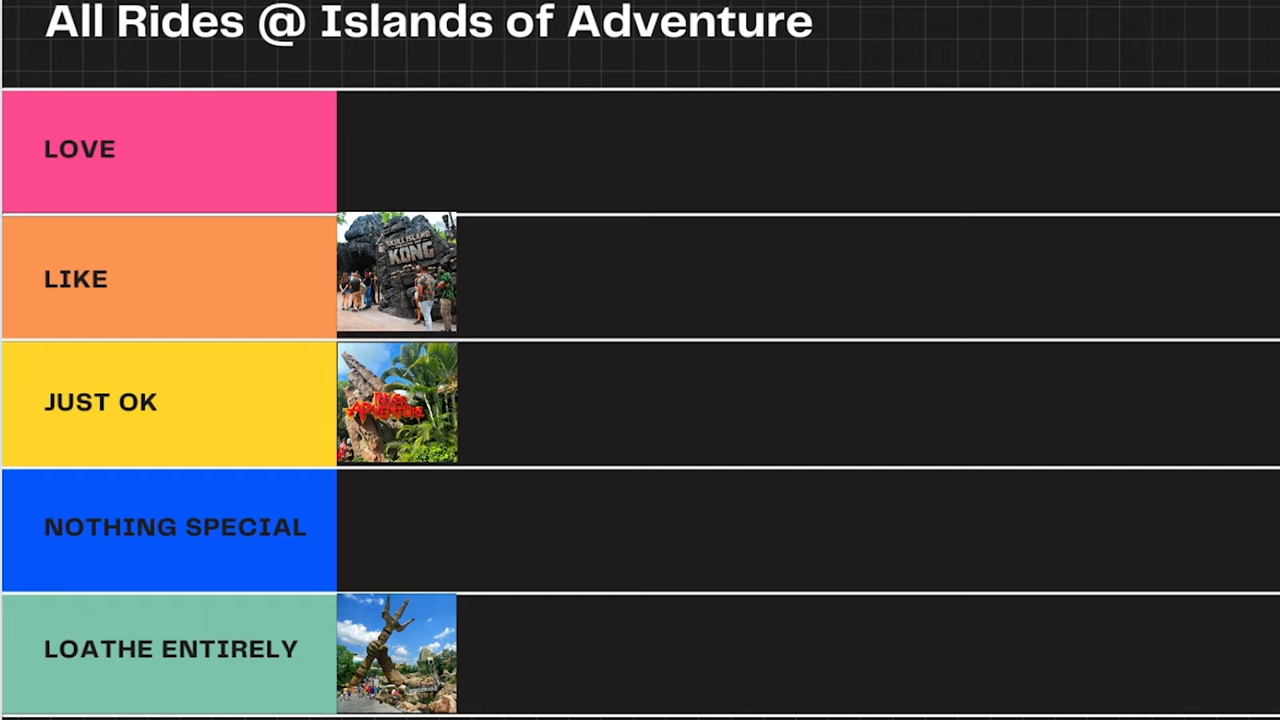 All Rides @ Islands of Adventure
LOVE
LIKE
SKULL ISLAND
KONG
JUST OK
RIVER
ADVENTURE
NOTHING SPECIAL
LOATHE ENTIRELY